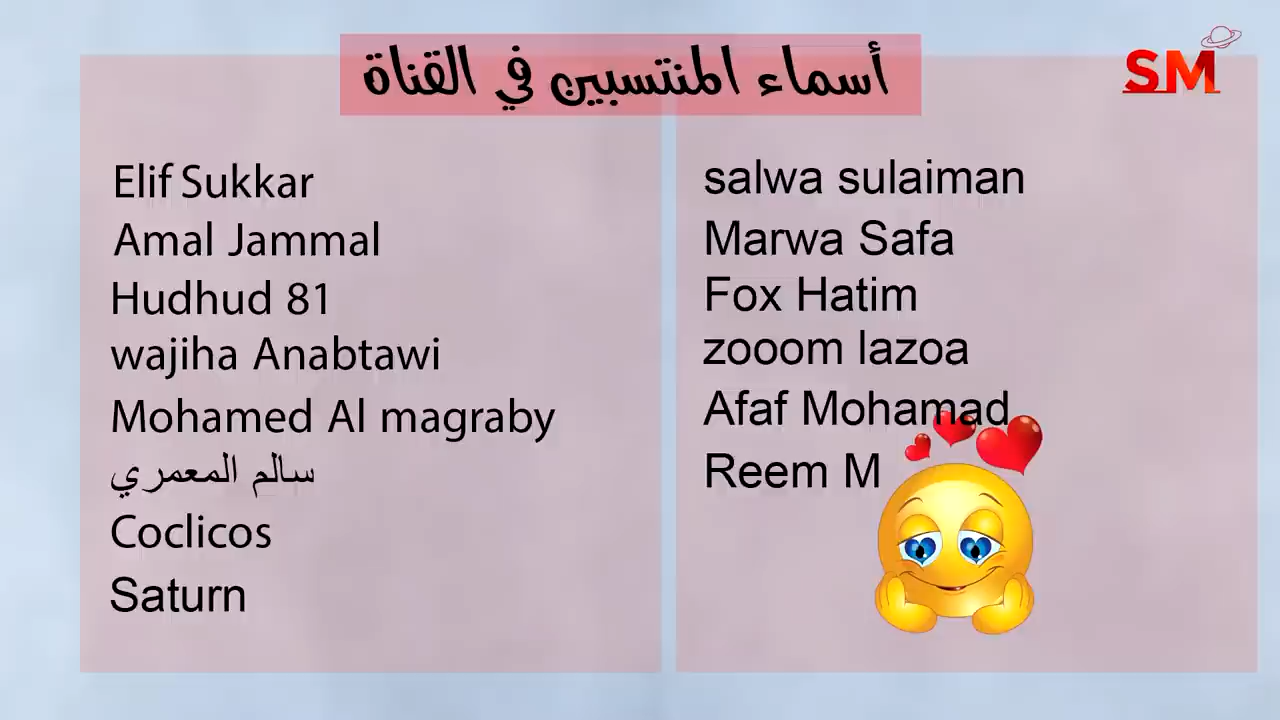 أسماء المنتسبين في القناة
SM
Elif Sukkar
Amal Jammal
Hudhud 81
wajiha Anabtawi
Mohamed Al magraby
سالم المعمري
Coclicos
Saturn
salwa sulaiman
Marwa Safa
Fox Hatim
zooom lazoa
Afaf Mohamad
Reem M